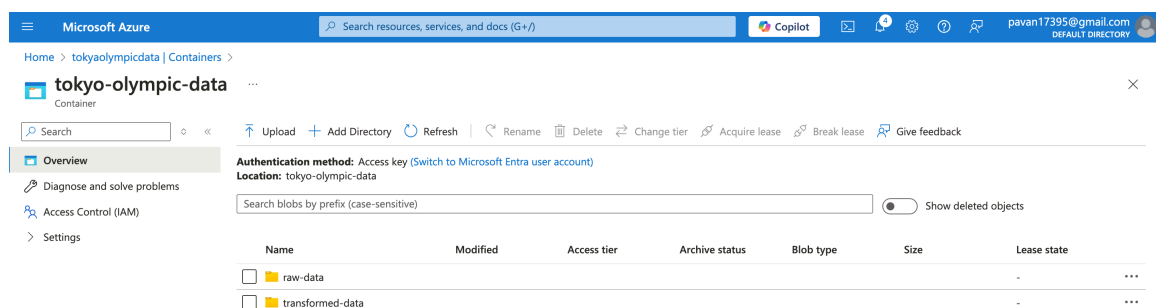 Microsoft Azure
Search resources, services, and docs (G+/)
Copilot
4
pavan17395@gmail.com
DEFAULT DIRECTORY
Home > tokyaolympicdata | Containers >
tokyo-olympic-data ...
Container
Search
Upload
Add Directory
Refresh
Rename
Delete
Change tier
Acquire lease
Break lease
Give feedback
Overview
Diagnose and solve problems
Access Control (IAM)
Settings
Authentication method: Access key (Switch to Microsoft Entra user account)
Location: tokyo-olympic-data
Search blobs by prefix (case-sensitive)
Show deleted objects
Name Modified Access tier Archive status Blob type Size Lease state
raw-data - ...
transformed-data - ...